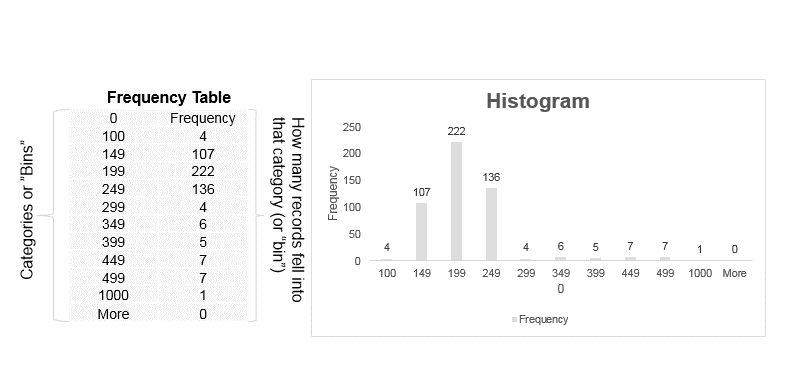 Categories or "Bins"
Frequency Table
0 Frequency
100 4
149 107
199 222
249 136
299 4
349 6
399 5
449 7
499 7
1000 1
More 0
How many records fell into
that category (or "bin")
Histogram
Frequency
250
200
150
100
50
0
4 107 222 136 4 6 5 7 7 1 0
100 149 199 249 299 349 399 449 499 1000 More
0
Frequency